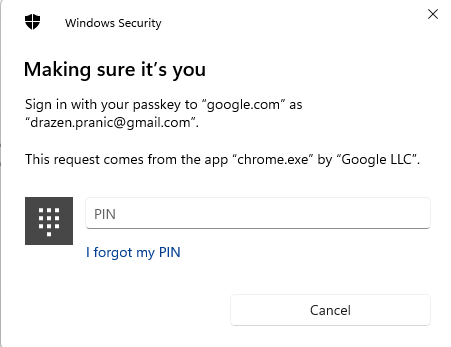 Windows Security
Making sure it's you
Sign in with your passkey to “google.com” as
“drazen.pranic@gmail.com”.
This request comes from the app “chrome.exe” by “Google LLC”.
PIN
I forgot my PIN
Cancel